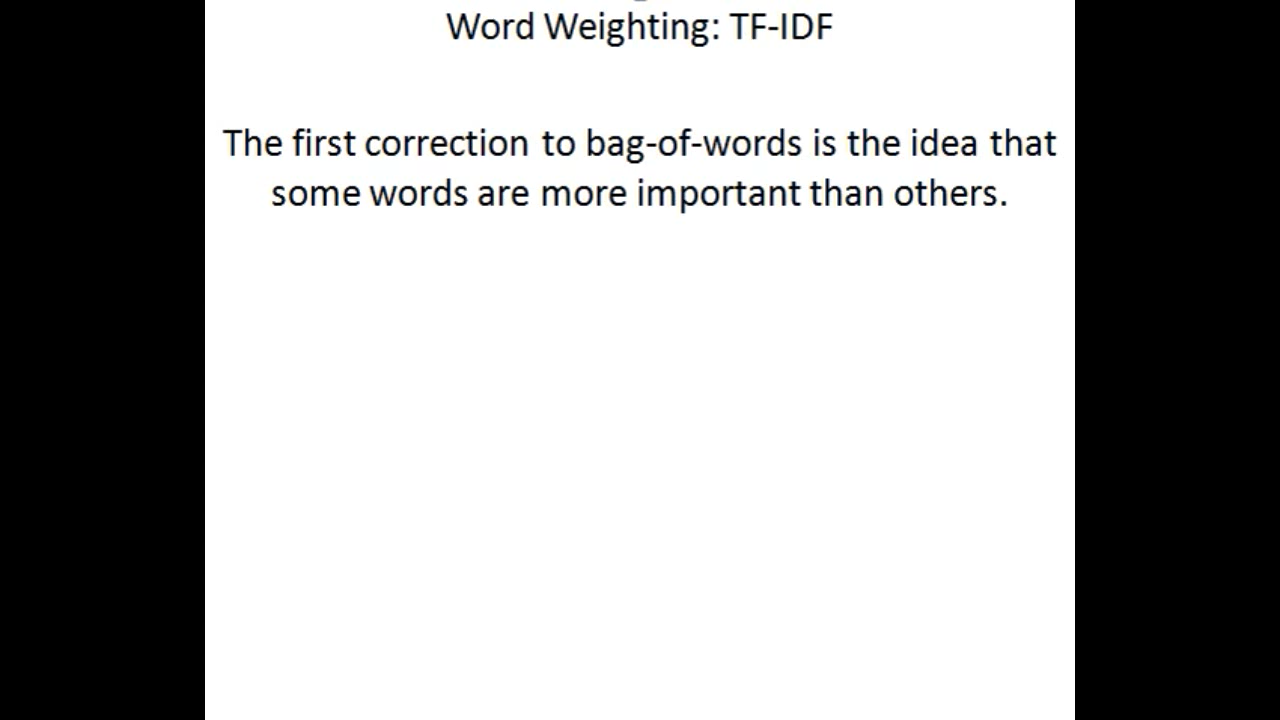 Word Weighting: TF-IDF
The first correction to bag-of-words is the idea that
some words are more important than others.